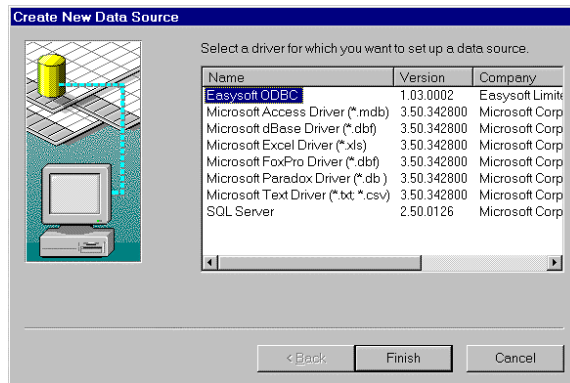 Create New Data Source
Select a driver for which you want to set up a data source.
Name Version Company
Easysoft ODBC 1.03.0002 Easysoft Limite
Microsoft Access Driver (*.mdb) 3.50.342800 Microsoft Corp
Microsoft dBase Driver (*.dbf) 3.50.342800 Microsoft Corp
Microsoft Excel Driver (*.xls) 3.50.342800 Microsoft Corp
Microsoft FoxPro Driver (*.dbf) 3.50.342800 Microsoft Corp
Microsoft Paradox Driver (*.db ) 3.50.342800 Microsoft Corp
Microsoft Text Driver (*.txt; *.csv) 3.50.342800 Microsoft Corp
SQL Server 2.50.0126 Microsoft Corp
< Back Finish Cancel